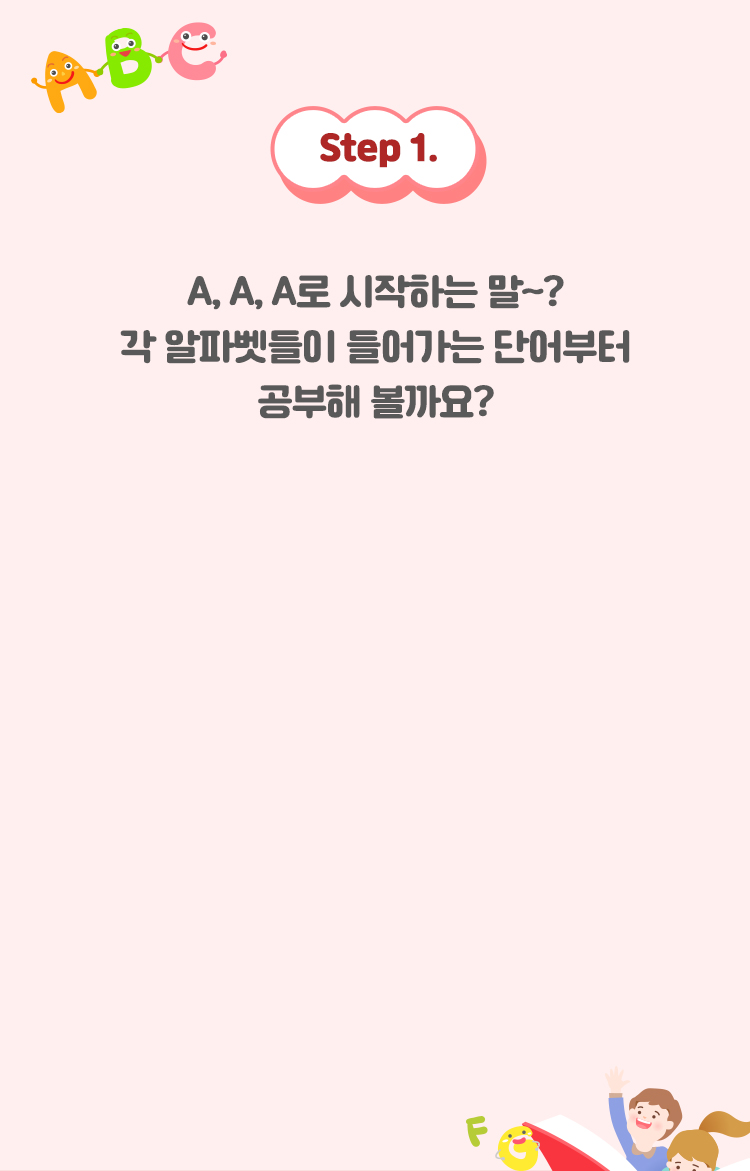 ABC
Step 1.
A, A, A로 시작하는 말~?
각 알파벳들이 들어가는 단어부터
공부해 볼까요?
F G